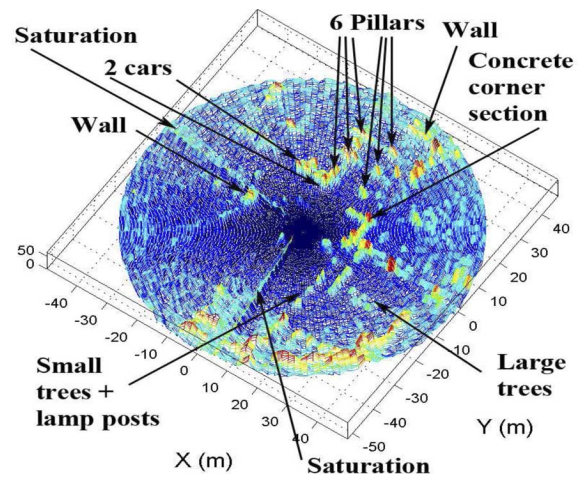 6 Pillars
Wall
Saturation
2 cars
Concrete
corner
section
Wall
50
0
-40
-30
-20
-10
0
10
20
30
40
40
30
20
10
0
-10
-20
-30
-40
-50
Small
trees +
lamp posts
Large
trees
X (m)
Y (m)
Saturation